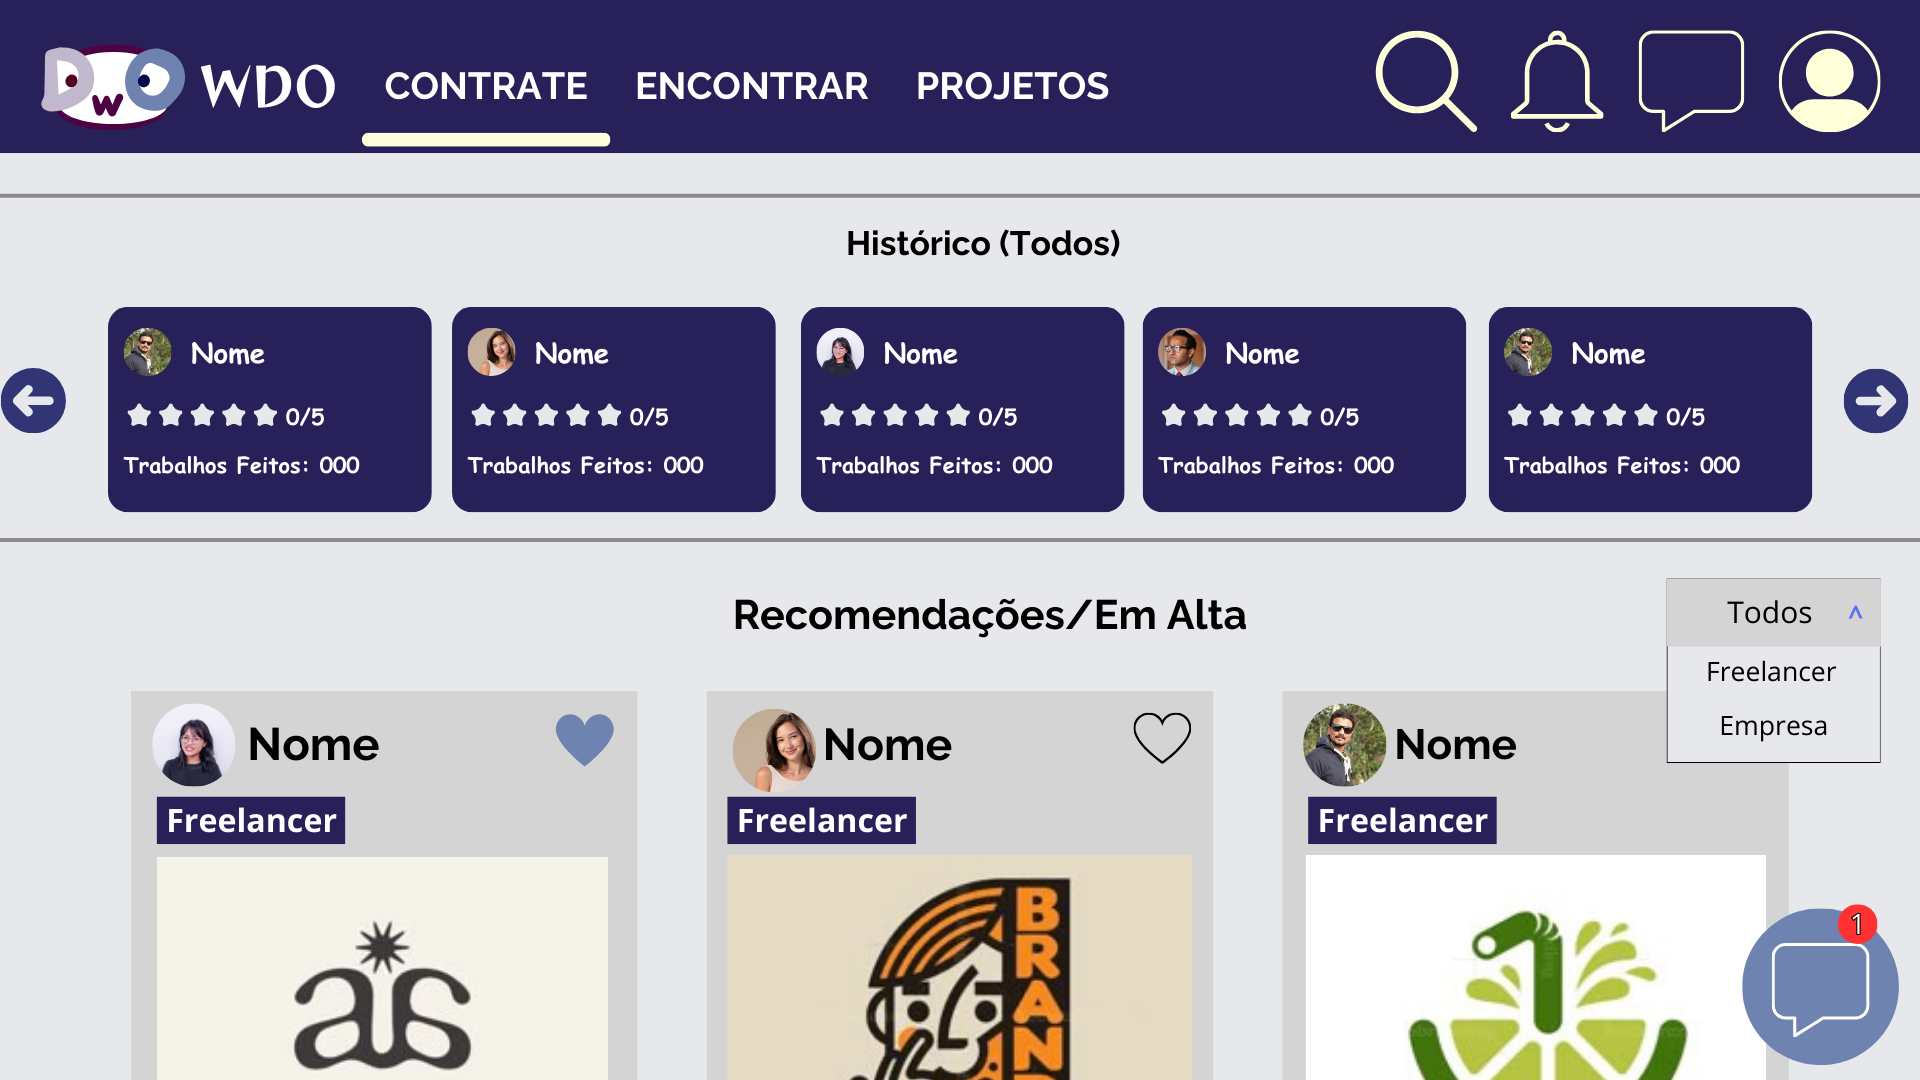 DWO WDO CONTRATE ENCONTRAR PROJETOS
Histórico (Todos)
Nome Nome Nome Nome Nome
0/5 0/5 0/5 0/5 0/5
Trabalhos Feitos: 000 Trabalhos Feitos: 000 Trabalhos Feitos: 000 Trabalhos Feitos: 000 Trabalhos Feitos: 000
Recomendações/Em Alta
Todos ^
Freelancer
Empresa
Nome Nome Nome
Freelancer Freelancer Freelancer
BRAND
1